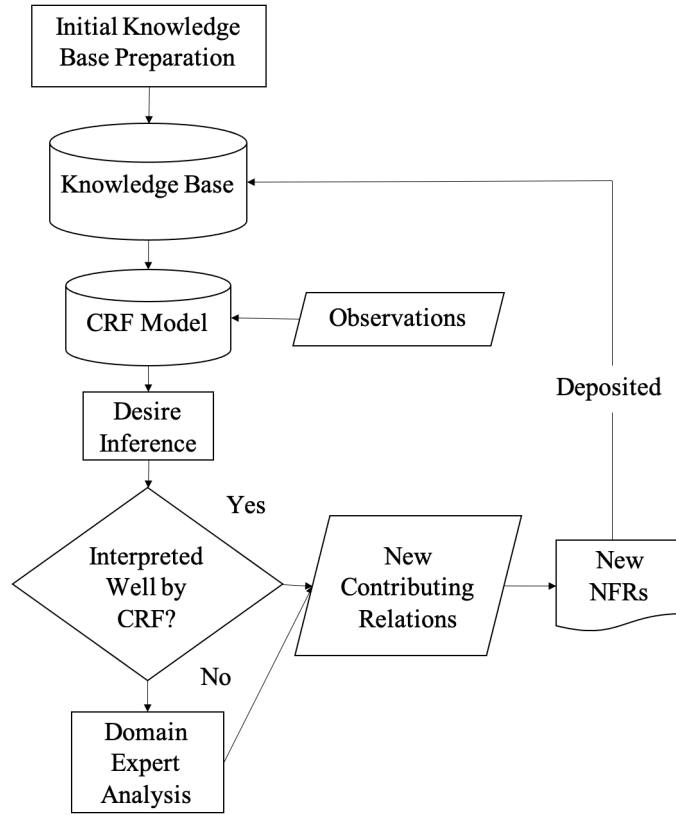 Initial Knowledge
Base Preparation
Knowledge Base
CRF Model
Observations
Desire
Inference
Deposited
Yes
Interpreted
Well by
CRF?
New
Contributing
Relations
New
NFRs
No
Domain
Expert
Analysis